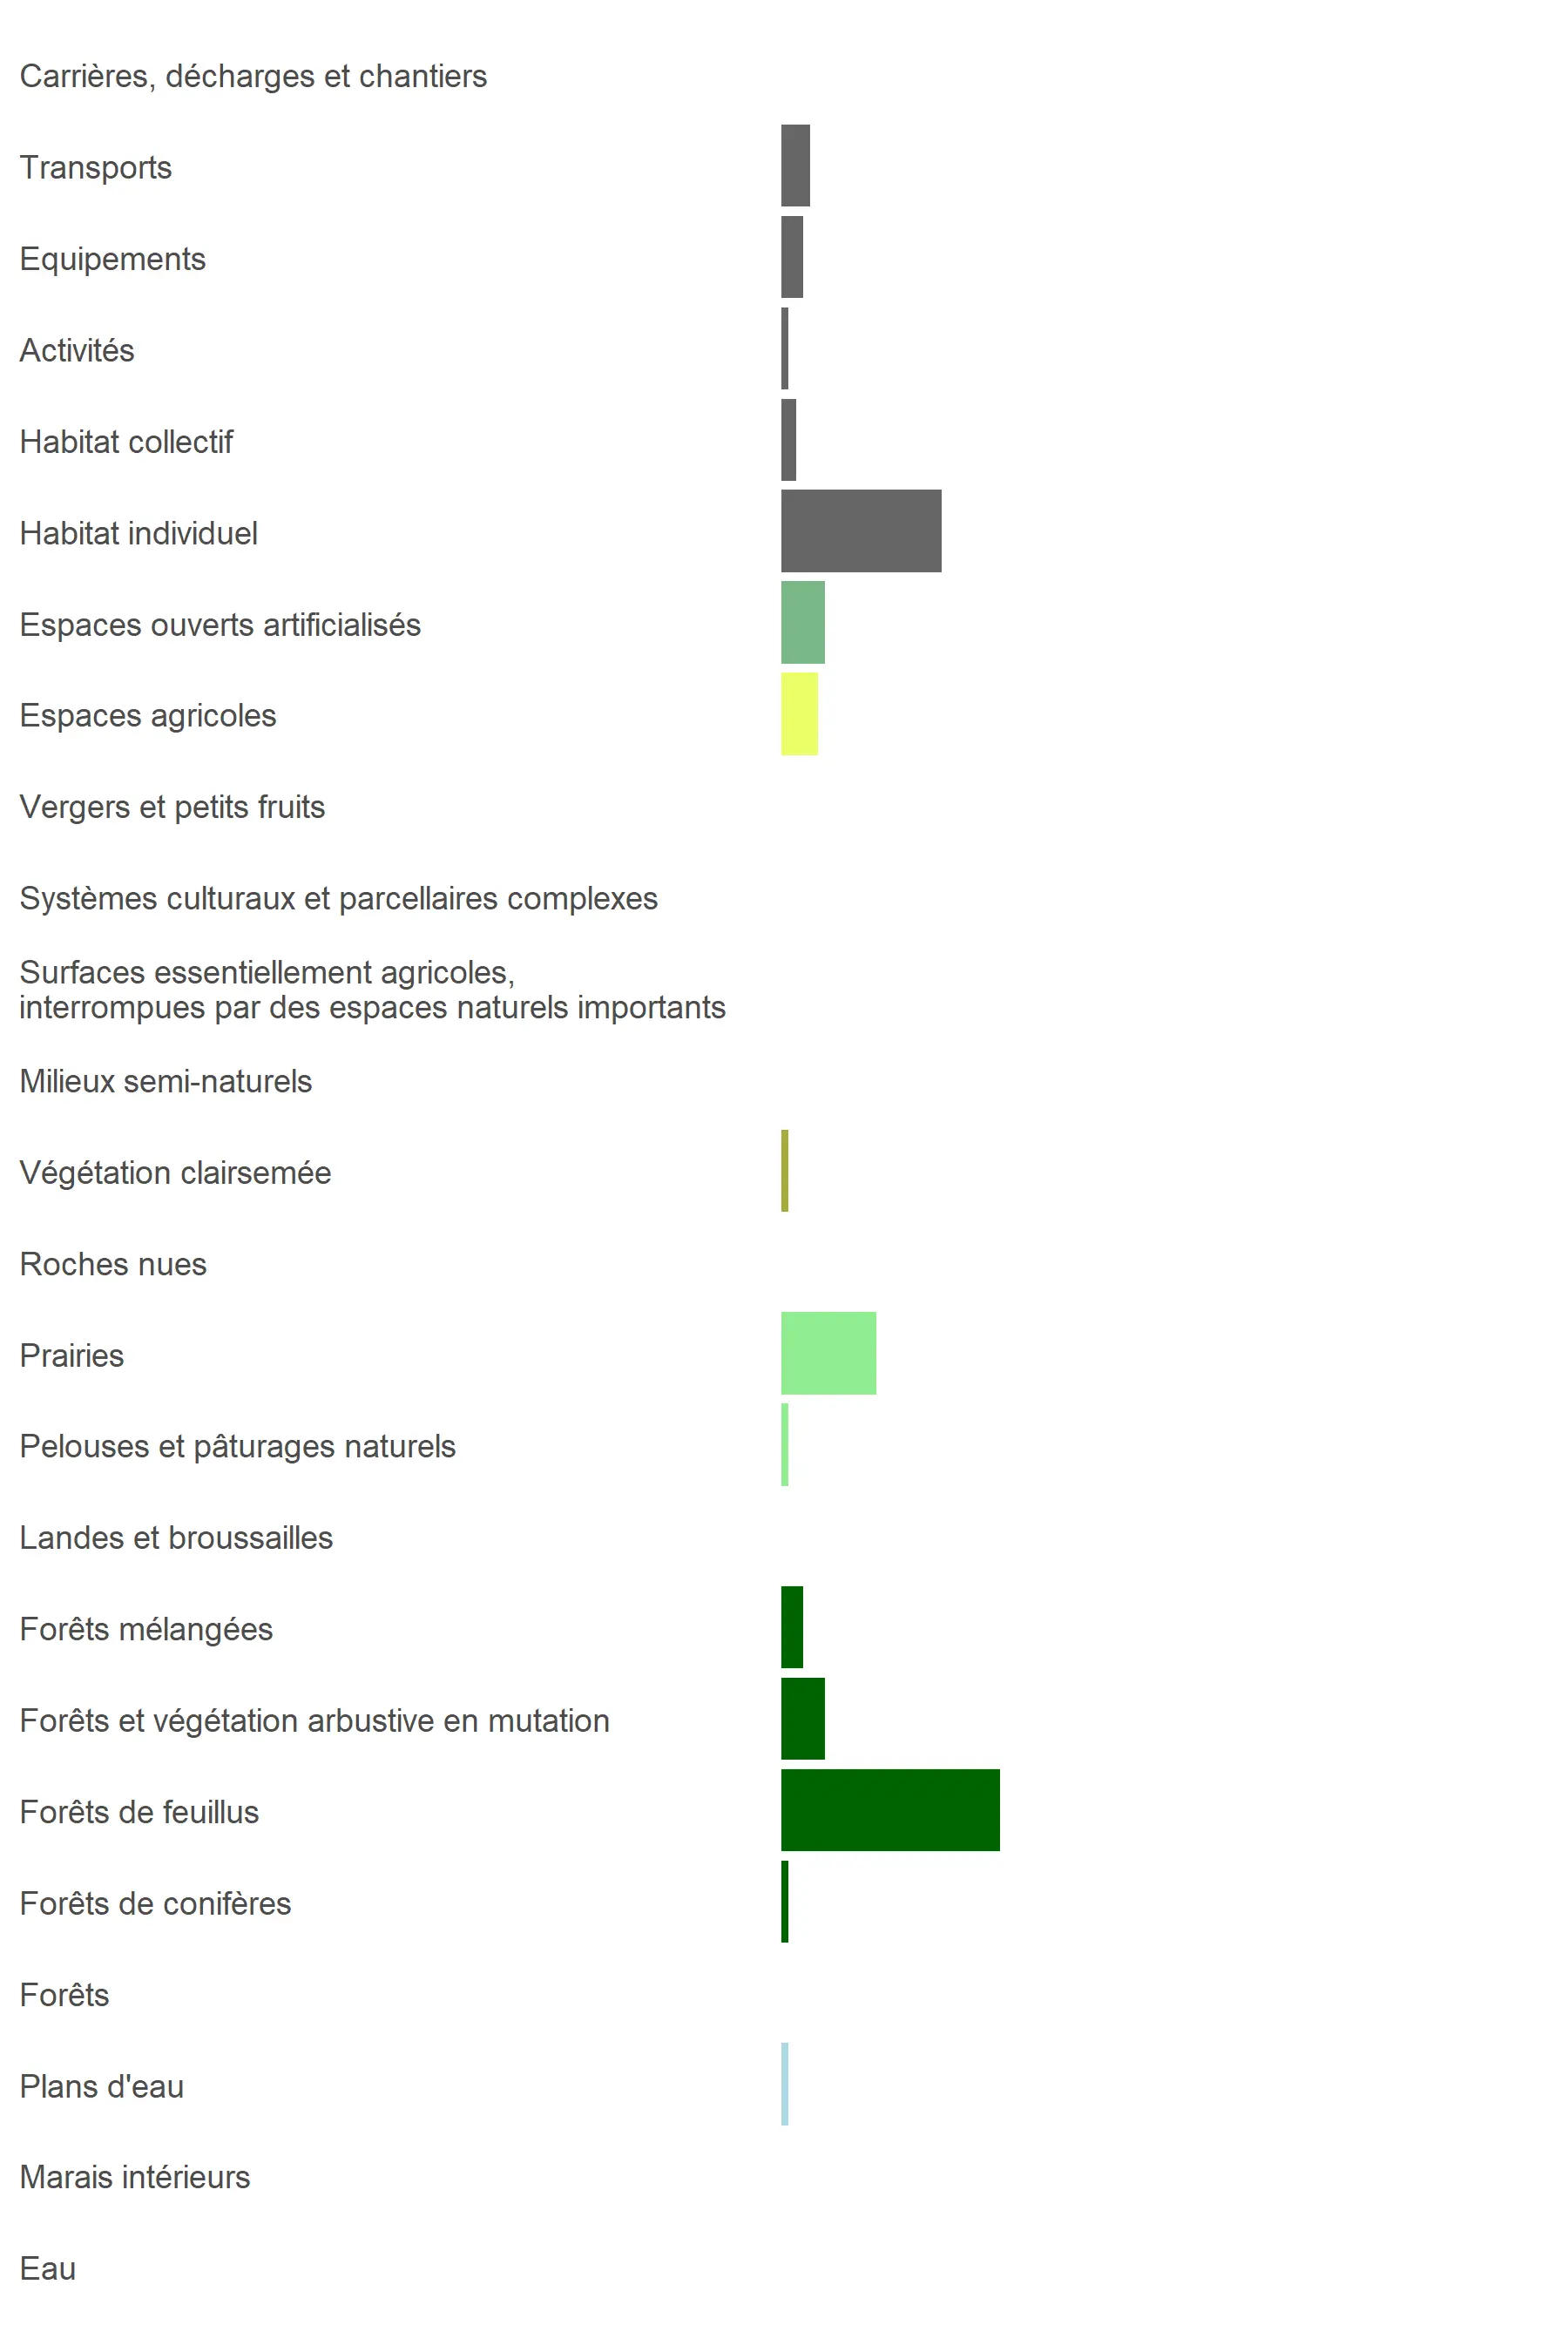 Carrières, décharges et chantiers
Transports
Equipements
Activités
Habitat collectif
Habitat individuel
Espaces ouverts artificialisés
Espaces agricoles
Vergers et petits fruits
Systèmes culturaux et parcellaires complexes
Surfaces essentiellement agricoles,
interrompues par des espaces naturels importants
Milieux semi-naturels
Végétation clairsemée
Roches nues
Prairies
Pelouses et pâturages naturels
Landes et broussailles
Forêts mélangées
Forêts et végétation arbustive en mutation
Forêts de feuillus
Forêts de conifères
Forêts
Plans d'eau
Marais intérieurs
Eau